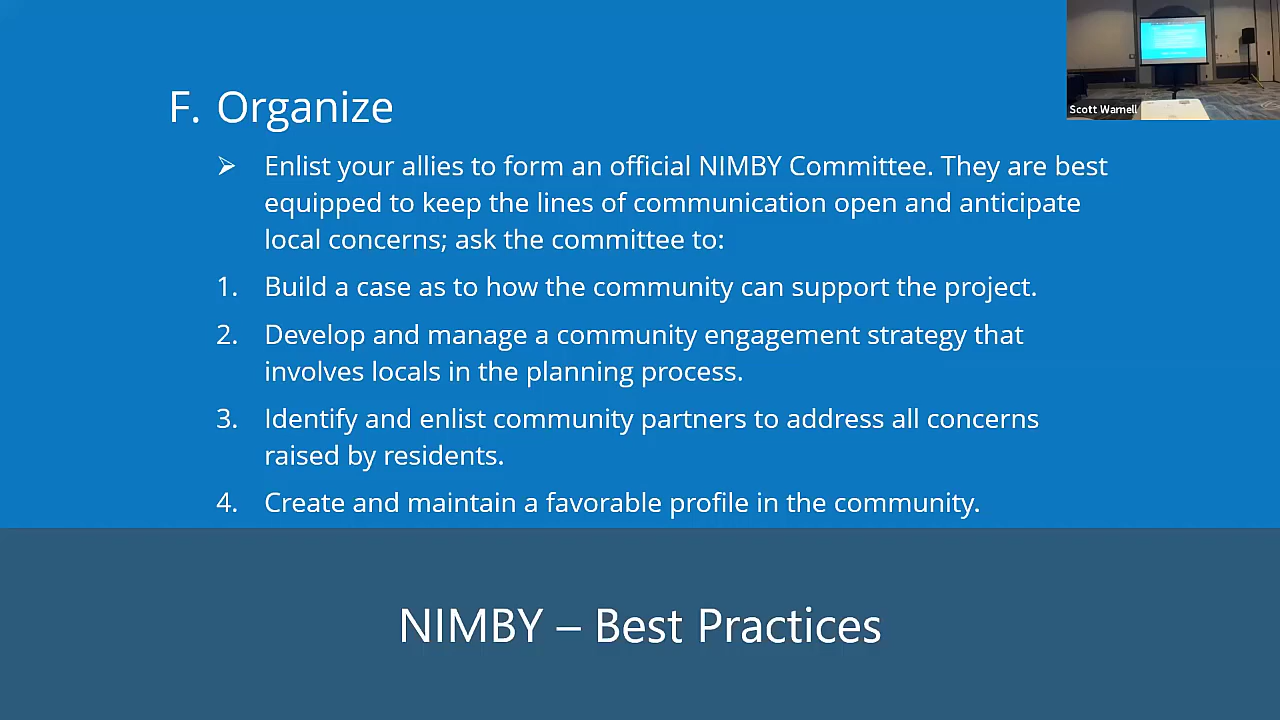 F. Organize
➢ Enlist your allies to form an official NIMBY Committee. They are best
equipped to keep the lines of communication open and anticipate
local concerns; ask the committee to:
1. Build a case as to how the community can support the project.
2. Develop and manage a community engagement strategy that
involves locals in the planning process.
3. Identify and enlist community partners to address all concerns
raised by residents.
4. Create and maintain a favorable profile in the community.
NIMBY – Best Practices
Scott Warnell